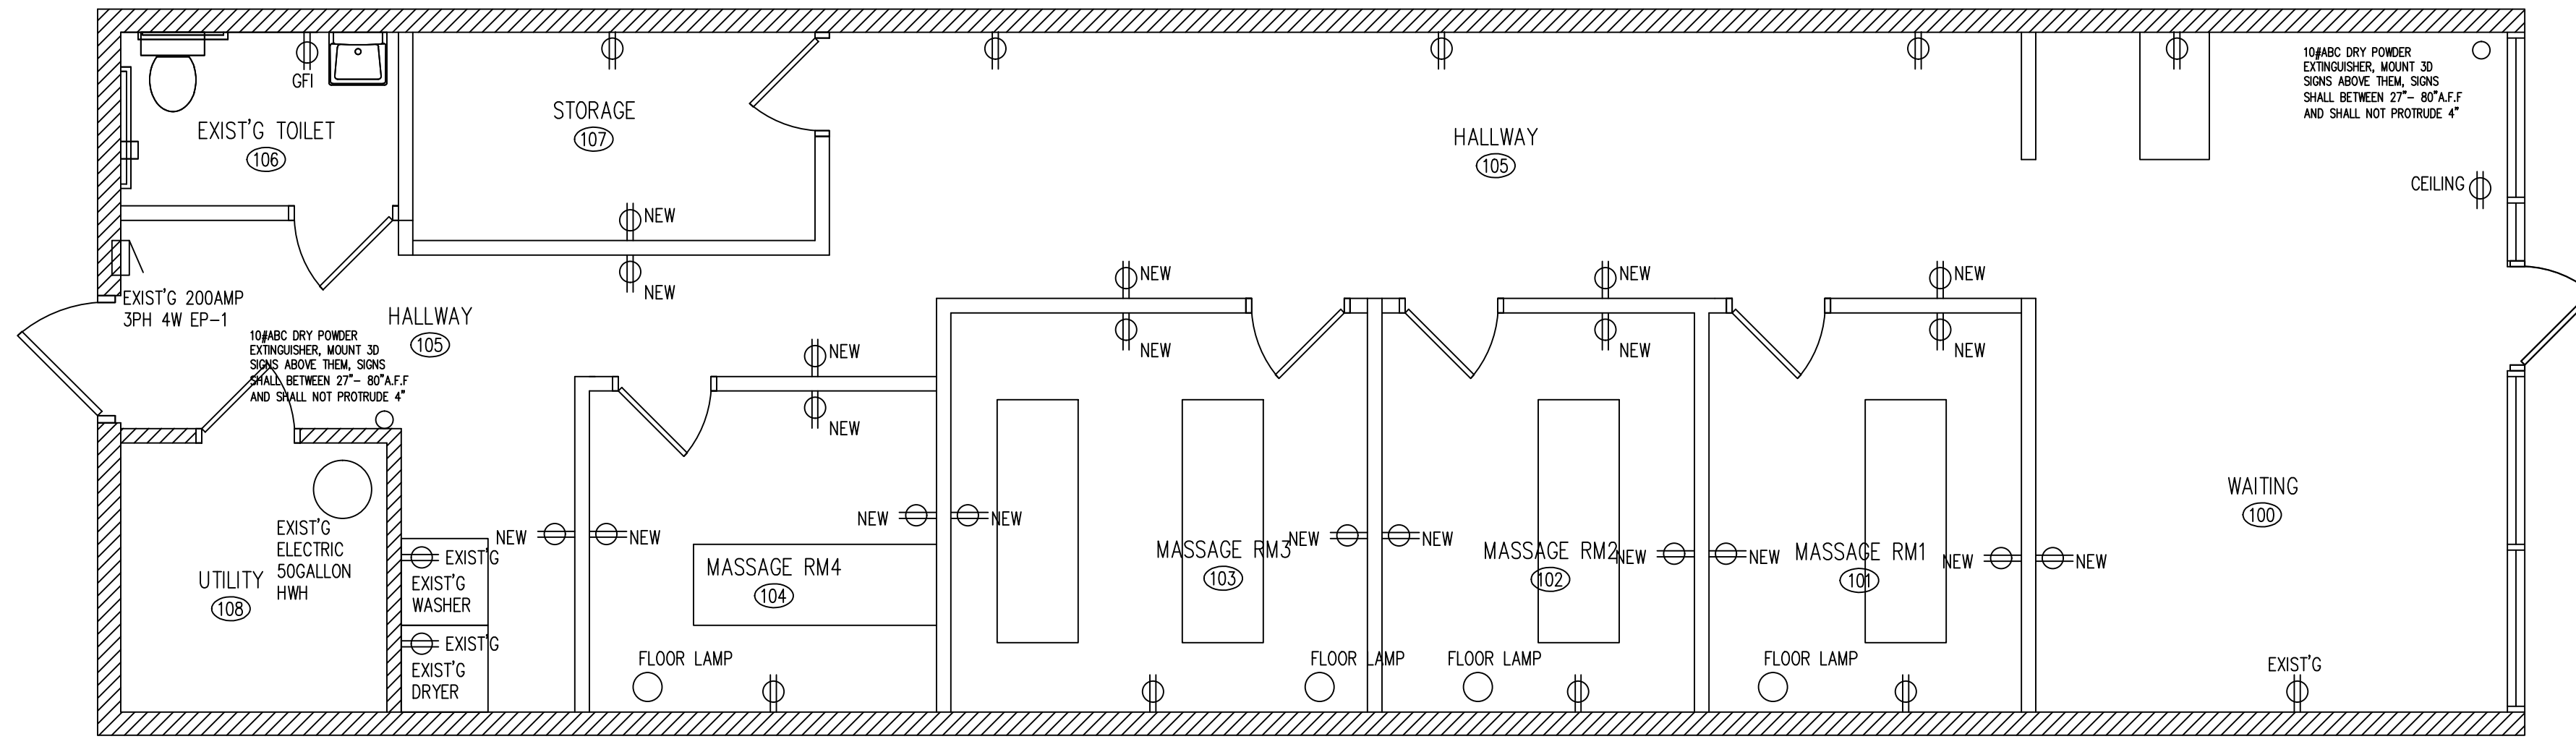 10#ABC DRY POWDER
EXTINGUISHER, MOUNT 3D
SIGNS ABOVE THEM, SIGNS
SHALL BETWEEN 27"- 80"A.F.F
AND SHALL NOT PROTRUDE 4"
GFI
EXIST'G TOILET
106
STORAGE
107
HALLWAY
105
CEILING
NEW
NEW
EXIST'G 200AMP
3PH 4W EP-1
HALLWAY
105
10#ABC DRY POWDER
EXTINGUISHER, MOUNT 3D
SIGNS ABOVE THEM, SIGNS
SHALL BETWEEN 27"- 80"A.F.F
AND SHALL NOT PROTRUDE 4"
NEW
NEW
NEW
NEW
NEW
NEW
NEW
NEW
EXIST'G
ELECTRIC
50GALLON
HWH
UTILITY
108
EXIST'G
EXIST'G
WASHER
EXIST'G
EXIST'G
DRYER
NEW
NEW
MASSAGE RM4
104
FLOOR LAMP
NEW
NEW
MASSAGE RM3
103
FLOOR LAMP
NEW
NEW
MASSAGE RM2
102
FLOOR LAMP
NEW
NEW
MASSAGE RM1
101
FLOOR LAMP
NEW
NEW
WAITING
100
EXIST'G